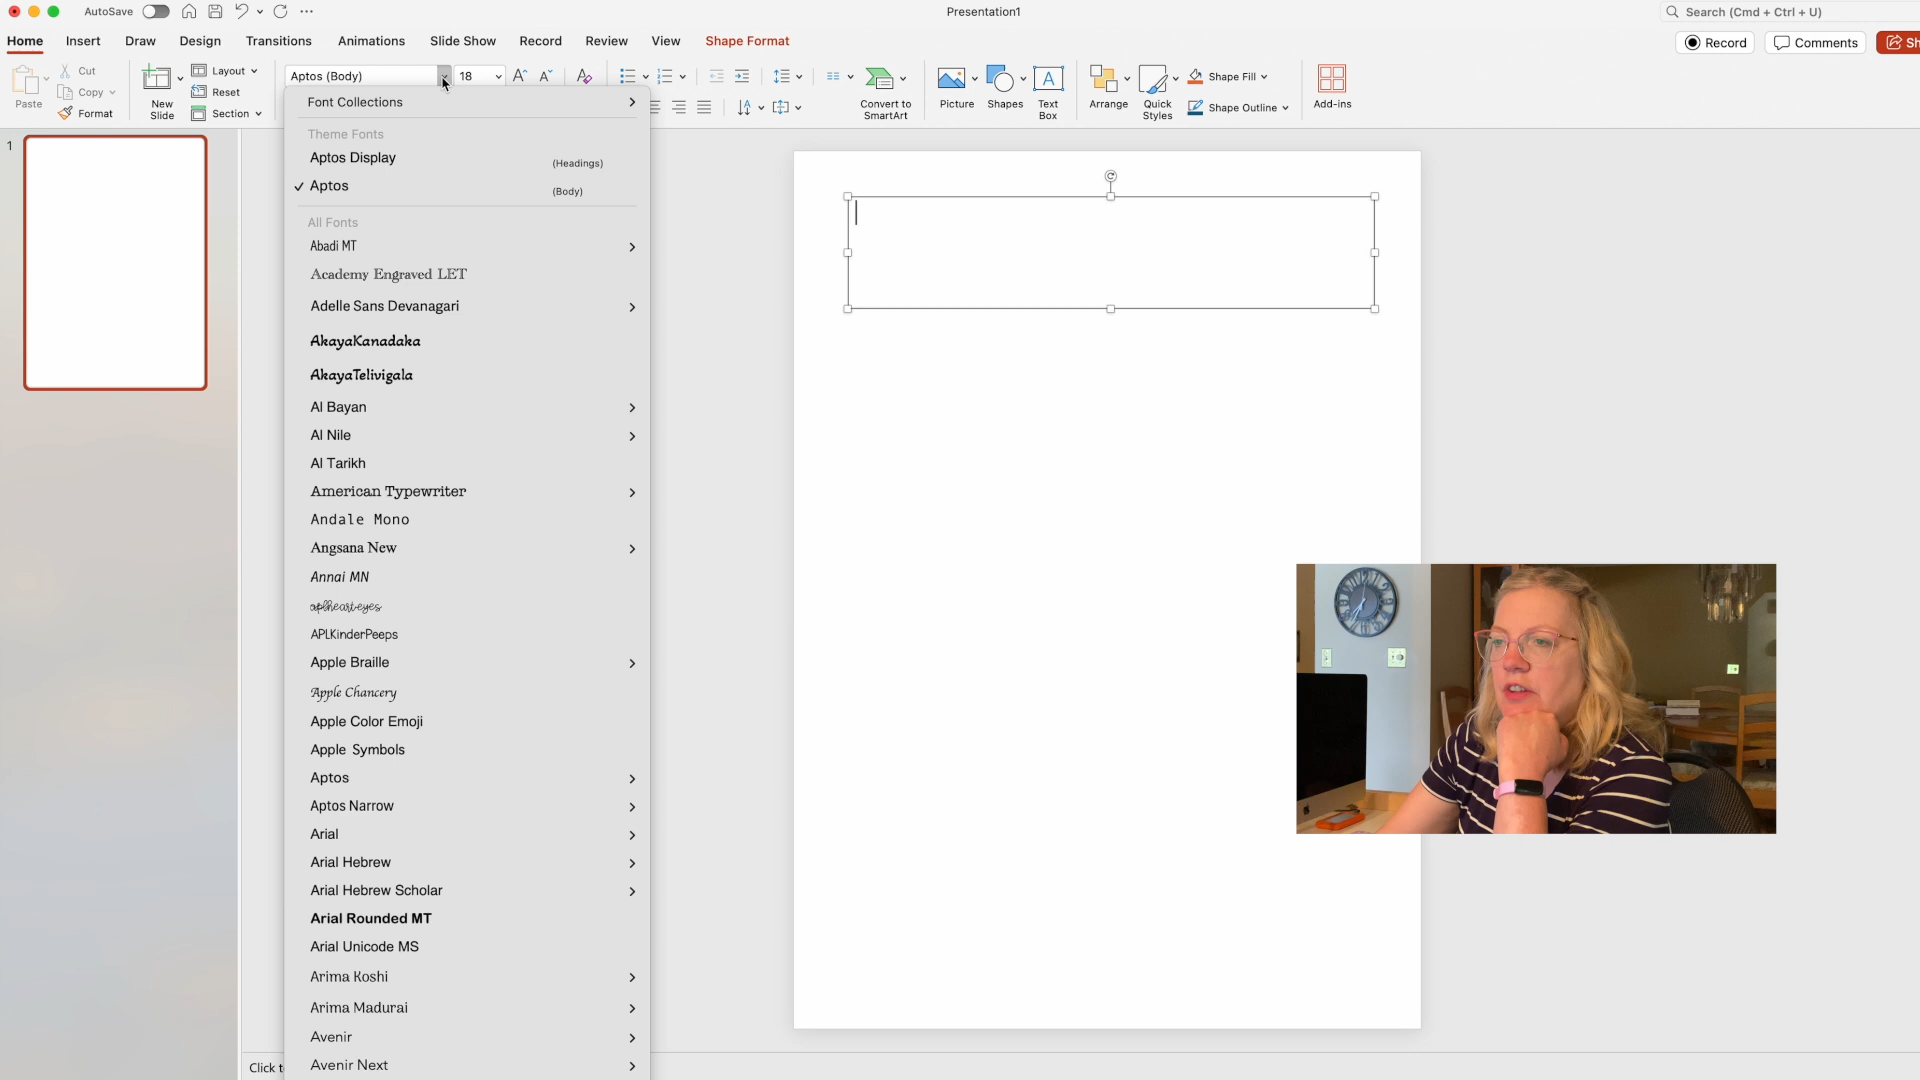 AutoSave
Presentation1
Search (Cmd + Ctrl + U)
Home Insert Draw Design Transitions Animations Slide Show Record Review View Shape Format
Record Comments Sh
Paste
Cut
Copy
Format
New
Slide
Layout
Reset
Section
Aptos (Body) 18
Convert to
SmartArt
Picture
Shapes
Text
Box
Arrange
Quick
Styles
Shape Fill
Shape Outline
Add-ins
1
Font Collections
Theme Fonts
Aptos Display (Headings)
Aptos (Body)
All Fonts
Abadi MT
Academy Engraved LET
Adelle Sans Devanagari
AkayaKanadaka
AkayaTelivigala
Al Bayan
Al Nile
Al Tarikh
American Typewriter
Andale Mono
Angsana New
Annai MN
aplhearteyes
APLKinderPeeps
Apple Braille
Apple Chancery
Apple Color Emoji
Apple Symbols
Aptos
Aptos Narrow
Arial
Arial Hebrew
Arial Hebrew Scholar
Arial Rounded MT
Arial Unicode MS
Arima Koshi
Arima Madurai
Avenir
Avenir Next
Click t